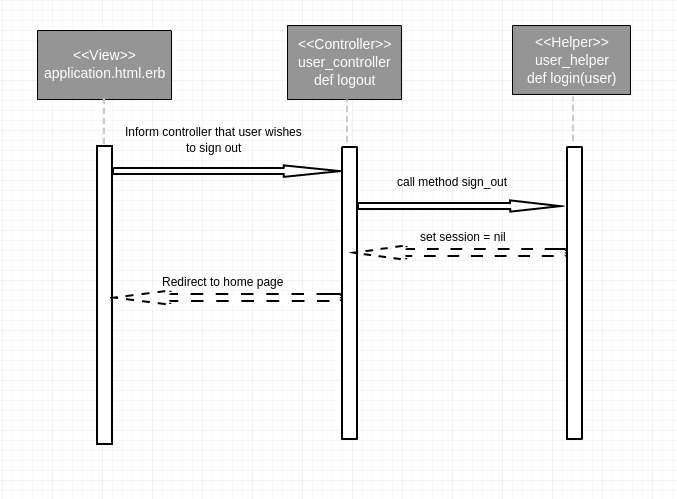 <<View>>
application.html.erb
<<Controller>>
user_controller
def logout
<<Helper>>
user_helper
def login(user)
Inform controller that user wishes
to sign out
call method sign_out
set session = nil
Redirect to home page